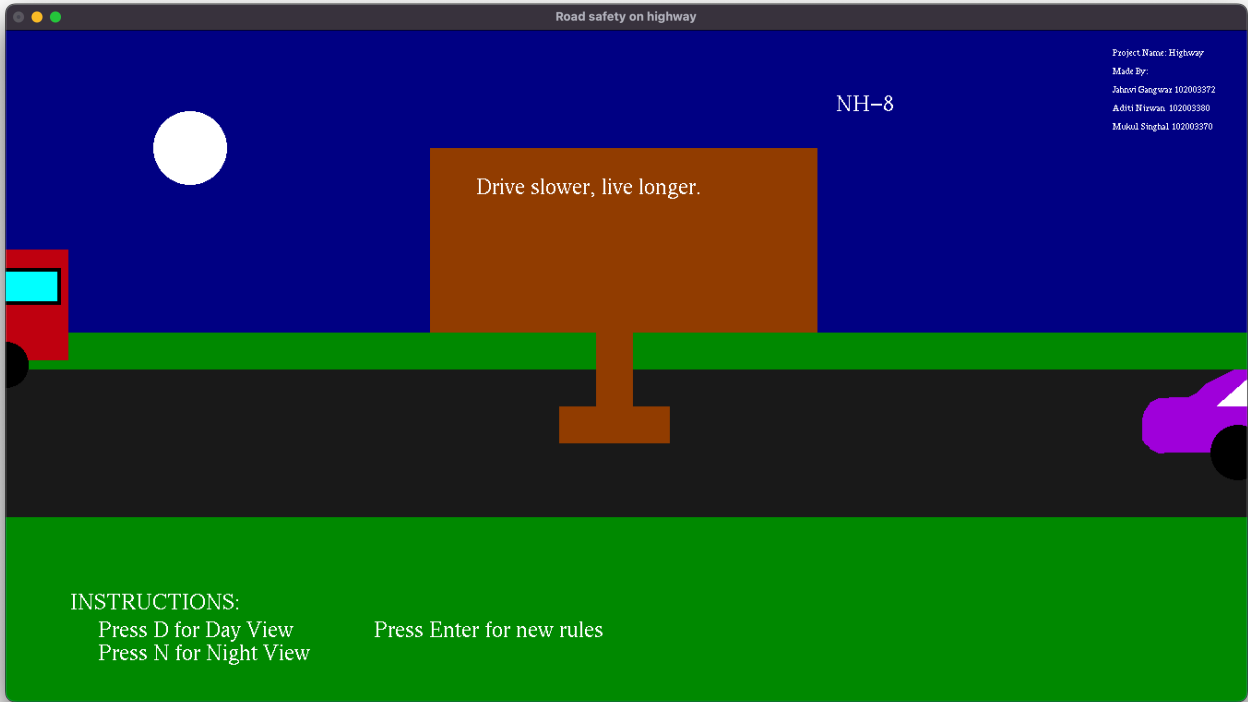 Road safety on highway
Project Name: Highway
Made By:
Jahnvi Gangwar 102003372
Aditi Nirwan 102003380
Mukul Singhal 102003370
NH-8
Drive slower, live longer.
INSTRUCTIONS:
Press D for Day View
Press Enter for new rules
Press N for Night View